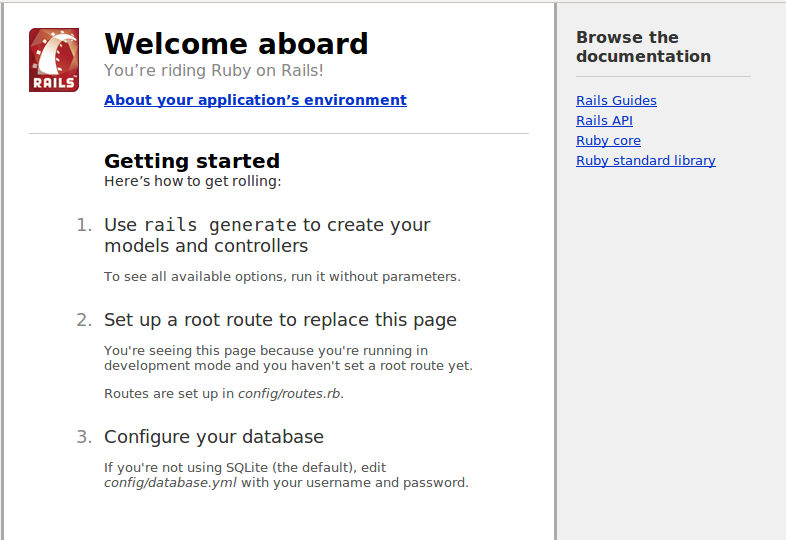 RAILS
Welcome aboard
You’re riding Ruby on Rails!
About your application’s environment
Getting started
Here’s how to get rolling:
1. Use rails generate to create your
models and controllers
To see all available options, run it without parameters.
2. Set up a root route to replace this page
You're seeing this page because you're running in
development mode and you haven't set a root route yet.
Routes are set up in config/routes.rb.
3. Configure your database
If you're not using SQLite (the default), edit
config/database.yml with your username and password.
Browse the
documentation
Rails Guides
Rails API
Ruby core
Ruby standard library